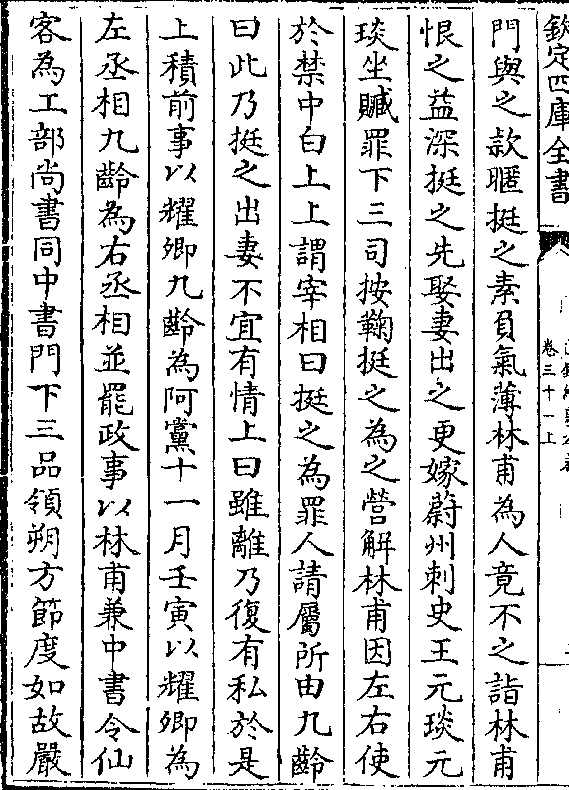 欽定四庫全書
卷三十一上
門與之款暱挺之素負氣薄林甫為人竟不之詣林甫
恨之益深挺之先娶妻出之更嫁蔚州刺史王元琰元
琰坐贓罪下三司按鞠挺之為之營解林甫因左右使
於禁中白上上謂宰相曰挺之為罪人請屬所由九齡
曰此乃挺之出妻不宜有情上曰雖離乃復有私於是
上積前事以耀卿九齡為阿黨十一月壬寅以耀卿為
左丞相九齡為右丞相並罷政事以林甫兼中書令仙
客為工部尚書同中書門下三品領朔方節度如故嚴